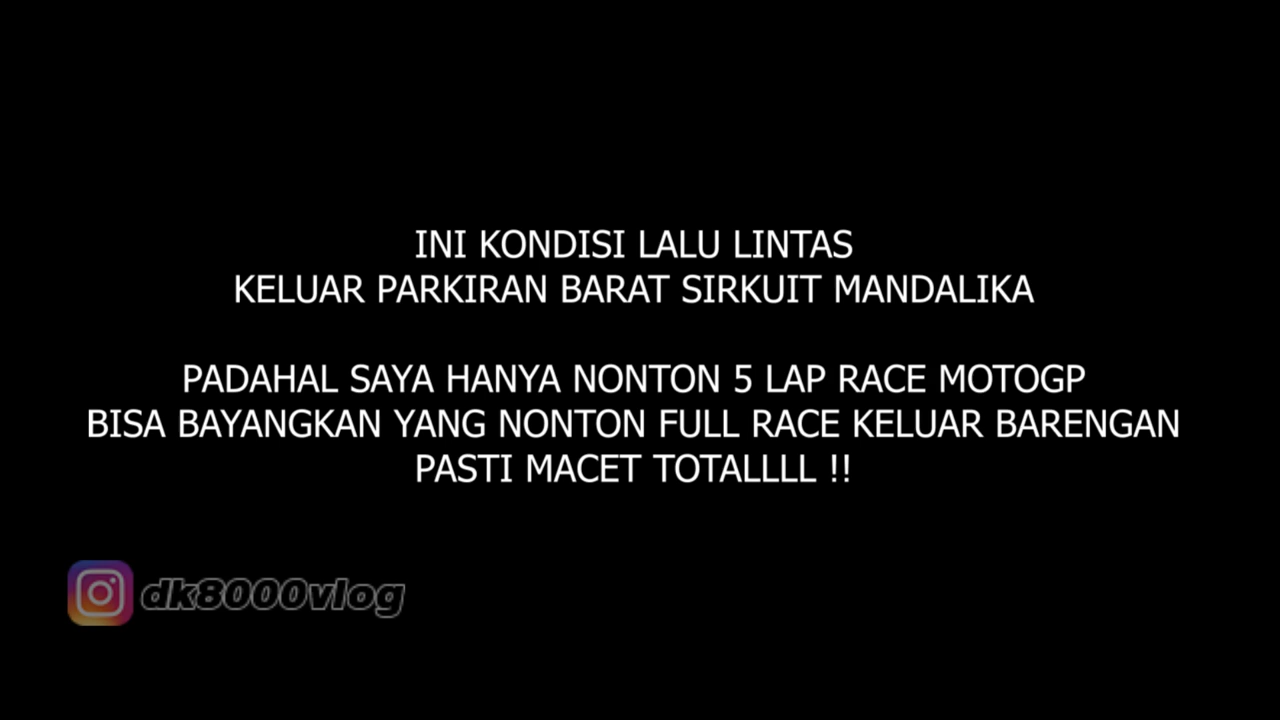 INI KONDISI LALU LINTAS
KELUAR PARKIRAN BARAT SIRKUIT MANDALIKA
PADAHAL SAYA HANYA NONTON 5 LAP RACE MOTOGP
BISA BAYANGKAN YANG NONTON FULL RACE KELUAR BARENGAN
PASTI MACET TOTALLLL !!
dk8000vlog